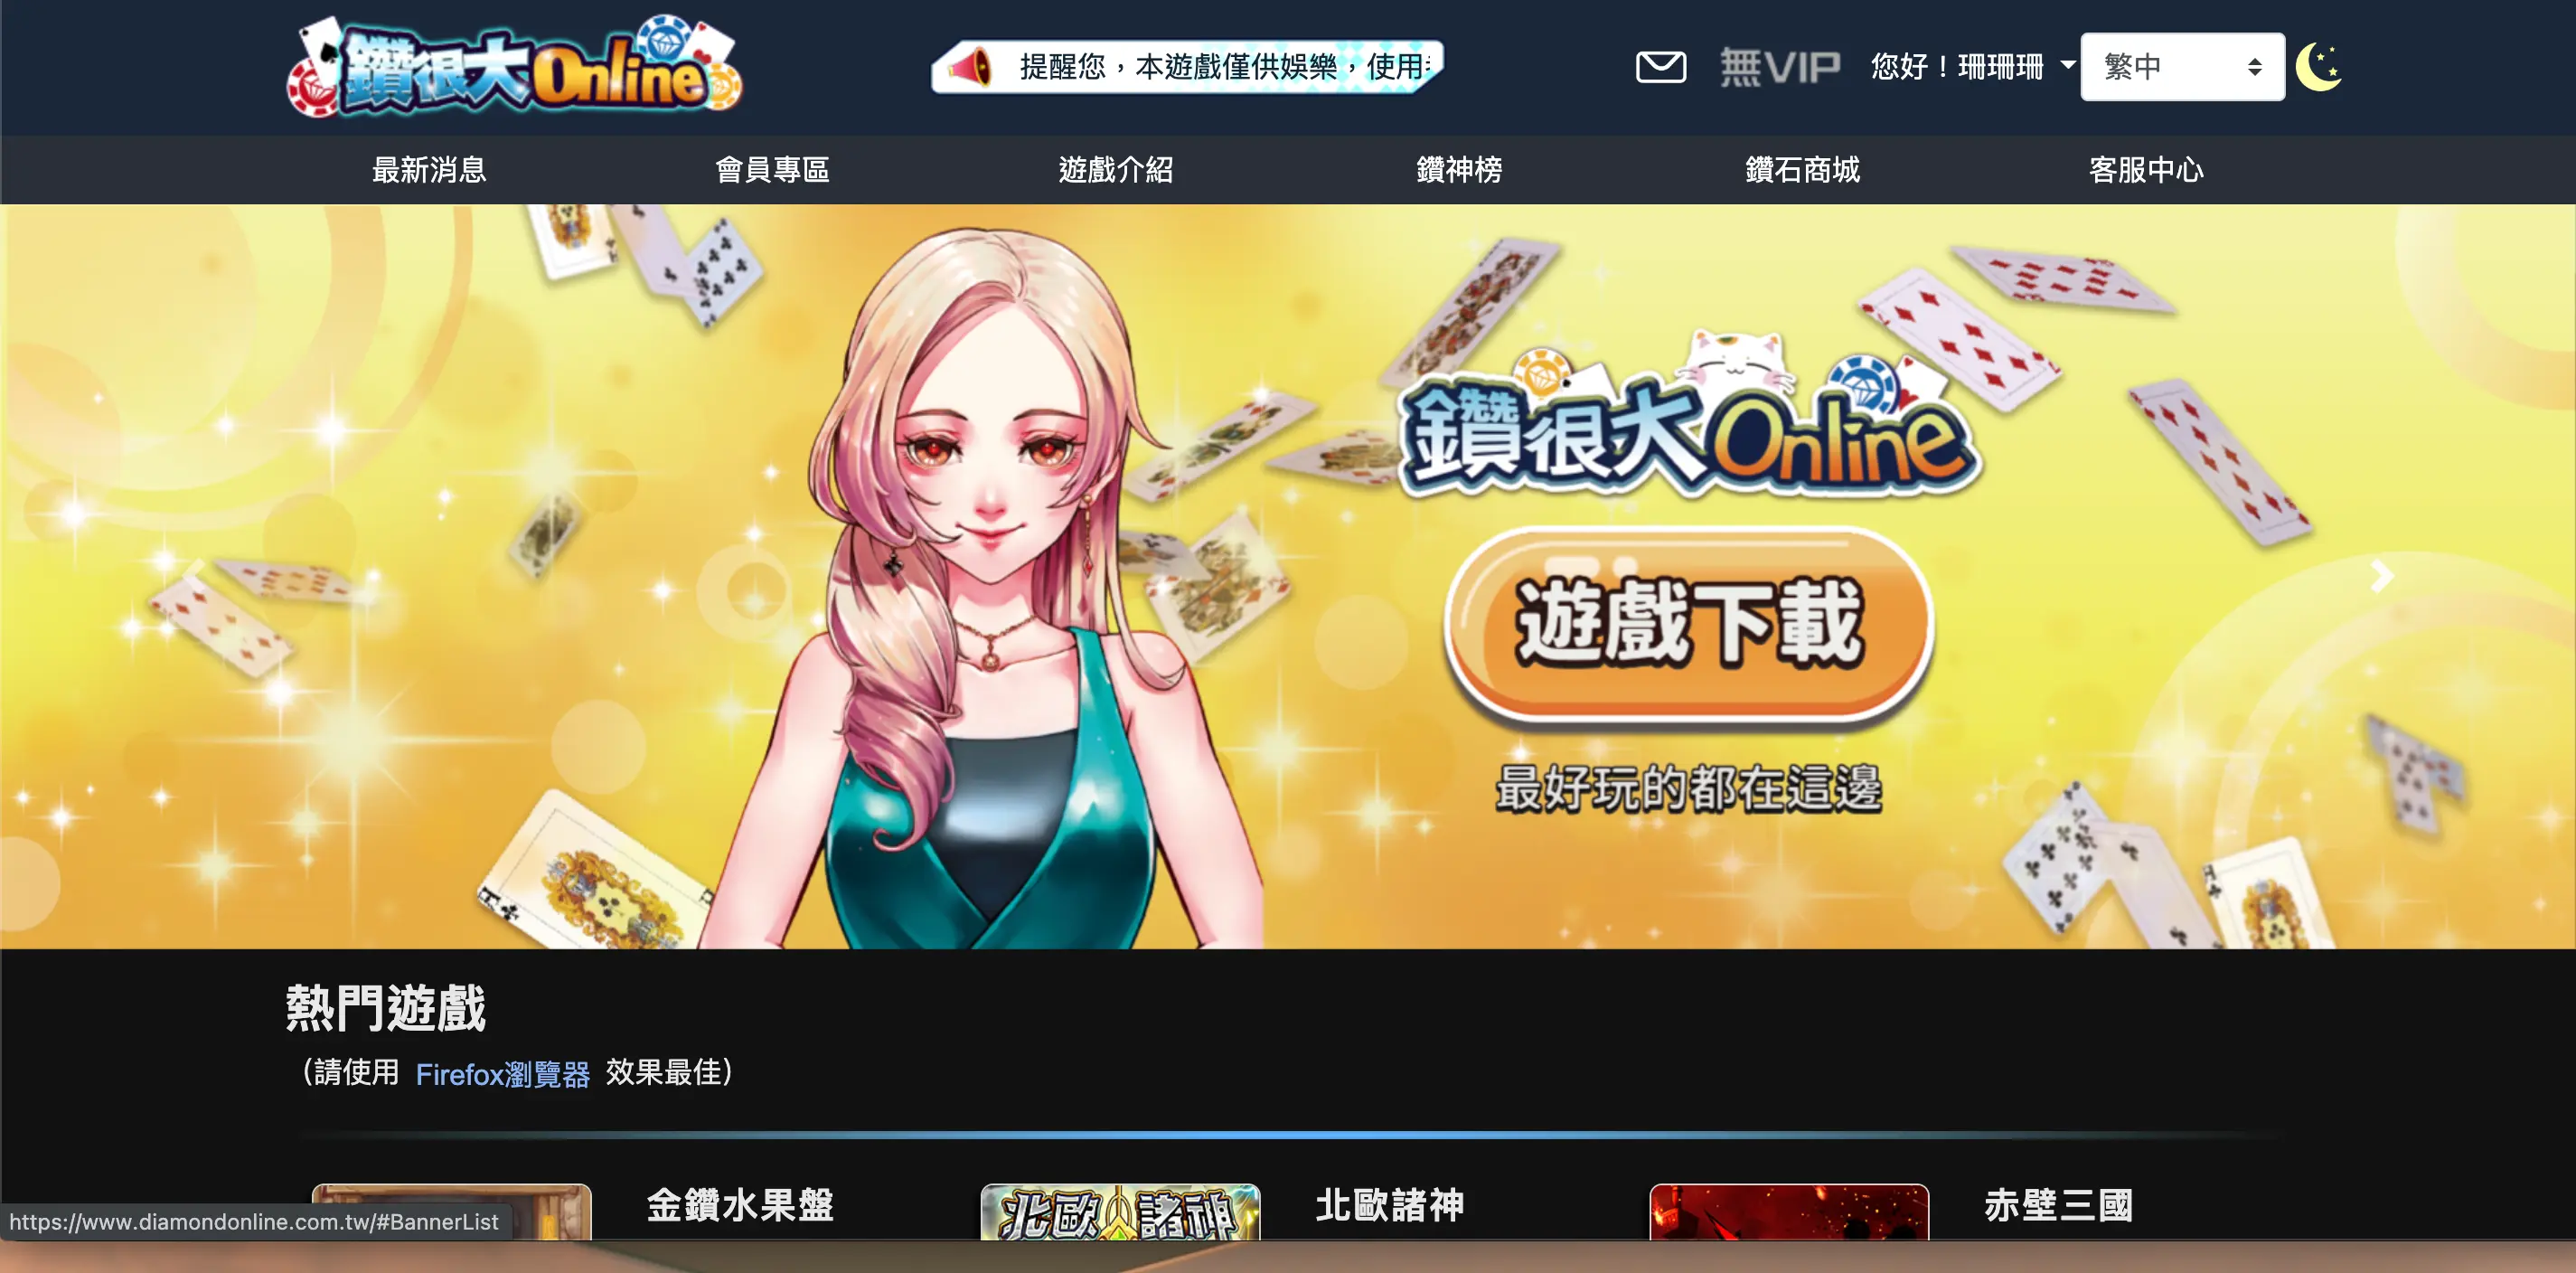 鑽很大Online
提醒您，本遊戲僅供娛樂，使用
無VIP
您好！珊珊珊
繁中
最新消息
會員專區
遊戲介紹
鑽神榜
鑽石商城
客服中心
鑽很大Online
遊戲下載
最好玩的都在這邊
熱門遊戲
（請使用 Firefox瀏覽器 效果最佳）
金鑽水果盤
北歐諸神
北歐諸神
赤壁三國
https://www.diamondonline.com.tw/#BannerList